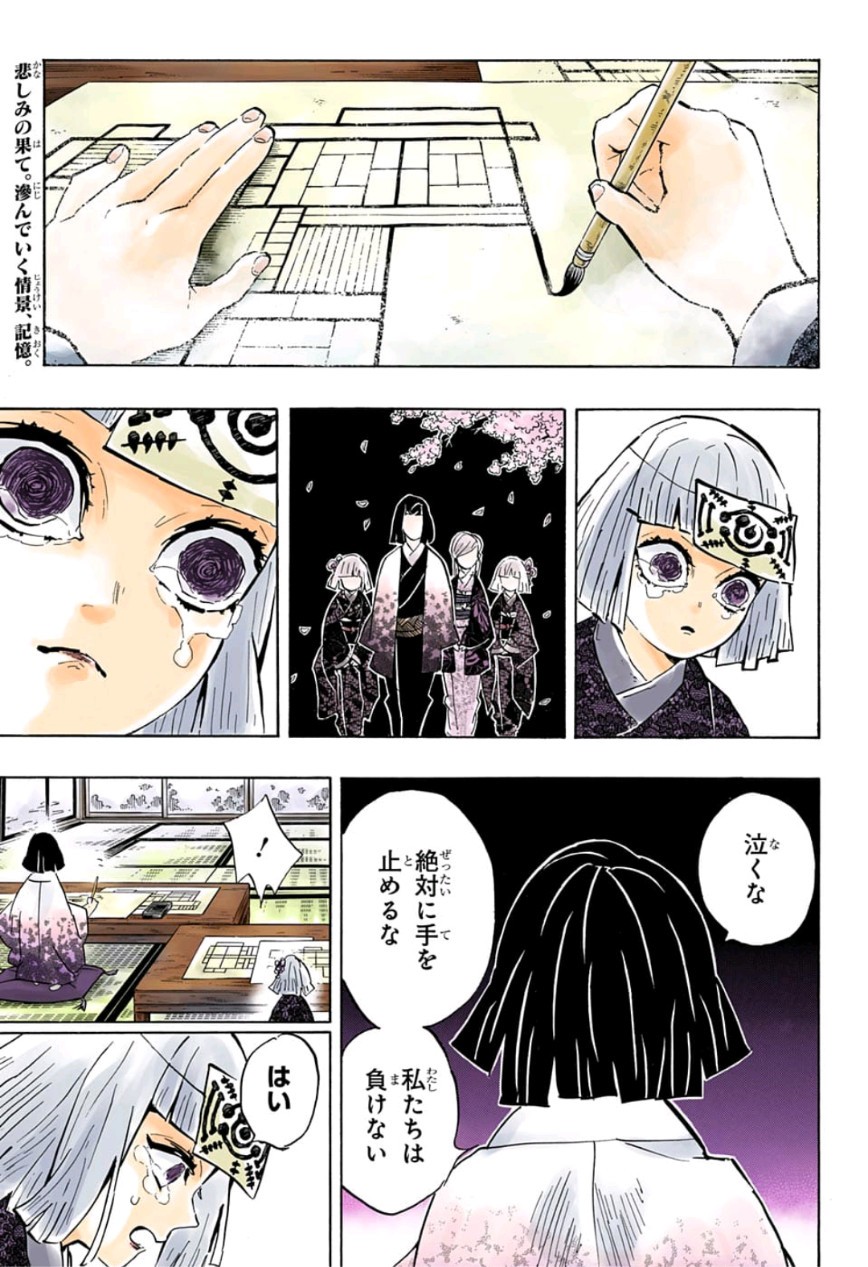 悲しみの果て。滲んでいく情景、記憶。
泣くな
絶対に手を
止めるな
私たちは
負けない
！
はい